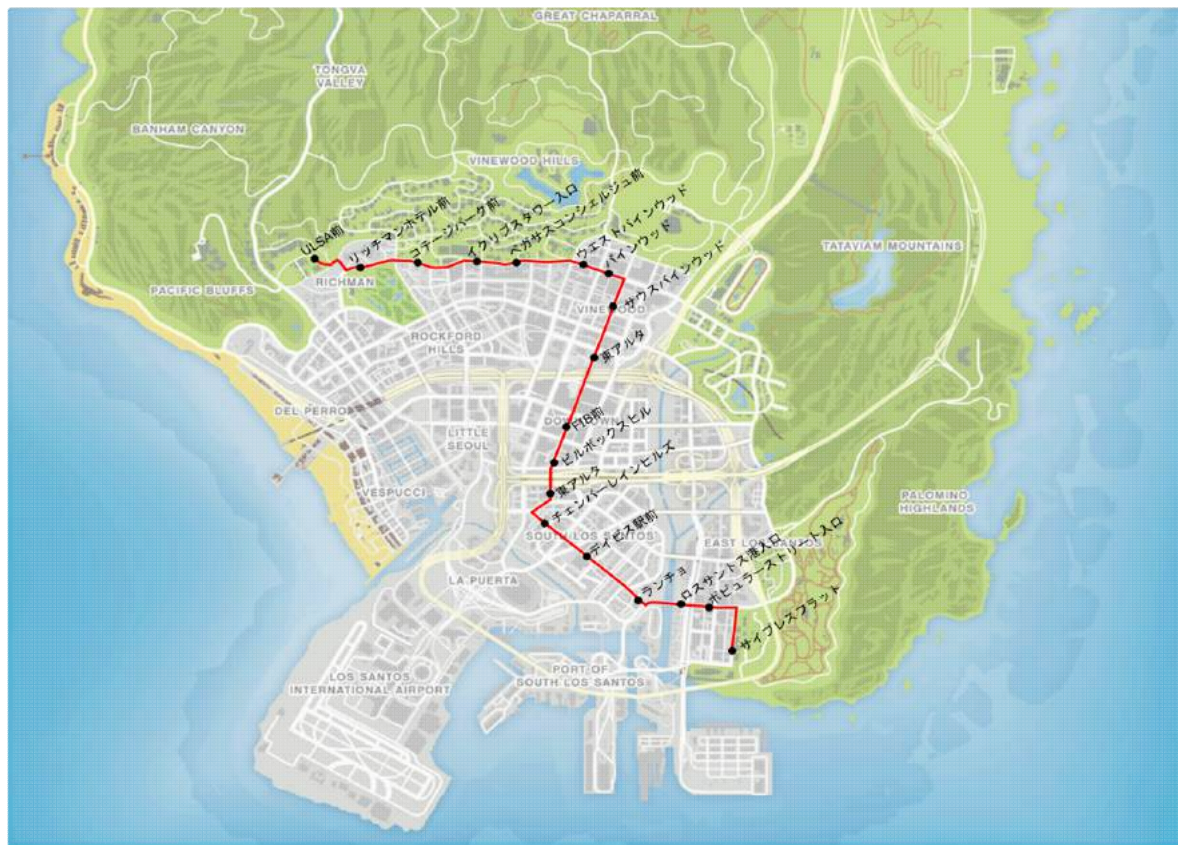 GREAT CHAPARRAL
TONGVA
VALLEY
BANHAM CANYON
VINEWOOD HILLS
ULSA前
リッチマンホテル前
コテージパーク前
イクリプスタワー入口
ペガサスコンシェルジュ前
ウエストバインウッド
バインウッド
サウスバインウッド
TATAVIAM MOUNTAINS
PACIFIC BLUFFS
RICHMAN
VINEWOOD
ROCKFORD
HILLS
東アルタ
DEL PERRO
LITTLE
SEOUL
FIB前
ピルボックスヒル
VESPUCCI
東アルタ
チェンバーレインヒルズ
PALOMINO
HIGHLANDS
SOUTH LOS SANTOS
デイビス駅前
EAST LOS SANTOS
LA PUERTA
ランチョ
ロスサントス港入口
ポピュラーストリート入口
サイプレスフラット
LOS SANTOS
INTERNATIONAL AIRPORT
PORT OF
SOUTH LOS SANTOS